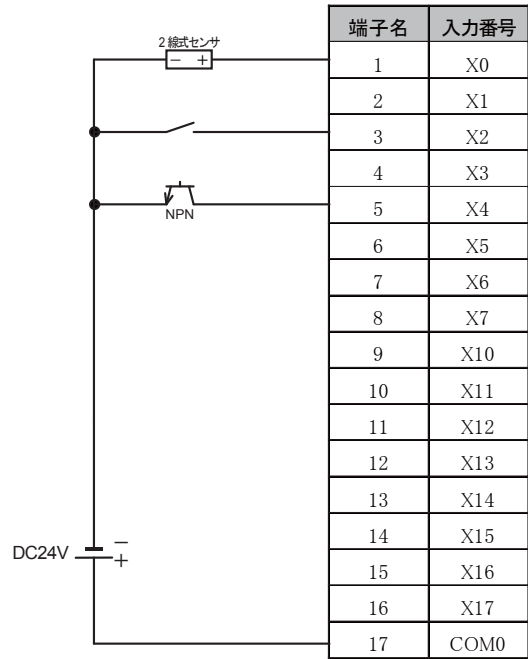 端子名 入力番号
2線式センサ
− +
1 X0
2 X1
3 X2
4 X3
5 X4
NPN
6 X5
7 X6
8 X7
9 X10
10 X11
11 X12
12 X13
13 X14
14 X15
DC24V − +
15 X16
16 X17
17 COM0